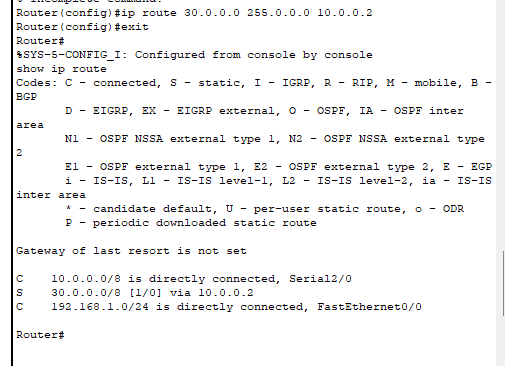 % Incomplete command.
Router(config)#ip route 30.0.0.0 255.0.0.0 10.0.0.2
Router(config)#exit
Router#
%SYS-5-CONFIG_I: Configured from console by console
show ip route
Codes: C - connected, S - static, I - IGRP, R - RIP, M - mobile, B -
BGP
D - EIGRP, EX - EIGRP external, O - OSPF, IA - OSPF inter
area
N1 - OSPF NSSA external type 1, N2 - OSPF NSSA external type
2
E1 - OSPF external type 1, E2 - OSPF external type 2, E - EGP
i - IS-IS, L1 - IS-IS level-1, L2 - IS-IS level-2, ia - IS-IS
inter area
* - candidate default, U - per-user static route, o - ODR
P - periodic downloaded static route
Gateway of last resort is not set
C 10.0.0.0/8 is directly connected, Serial2/0
S 30.0.0.0/8 [1/0] via 10.0.0.2
C 192.168.1.0/24 is directly connected, FastEthernet0/0
Router#